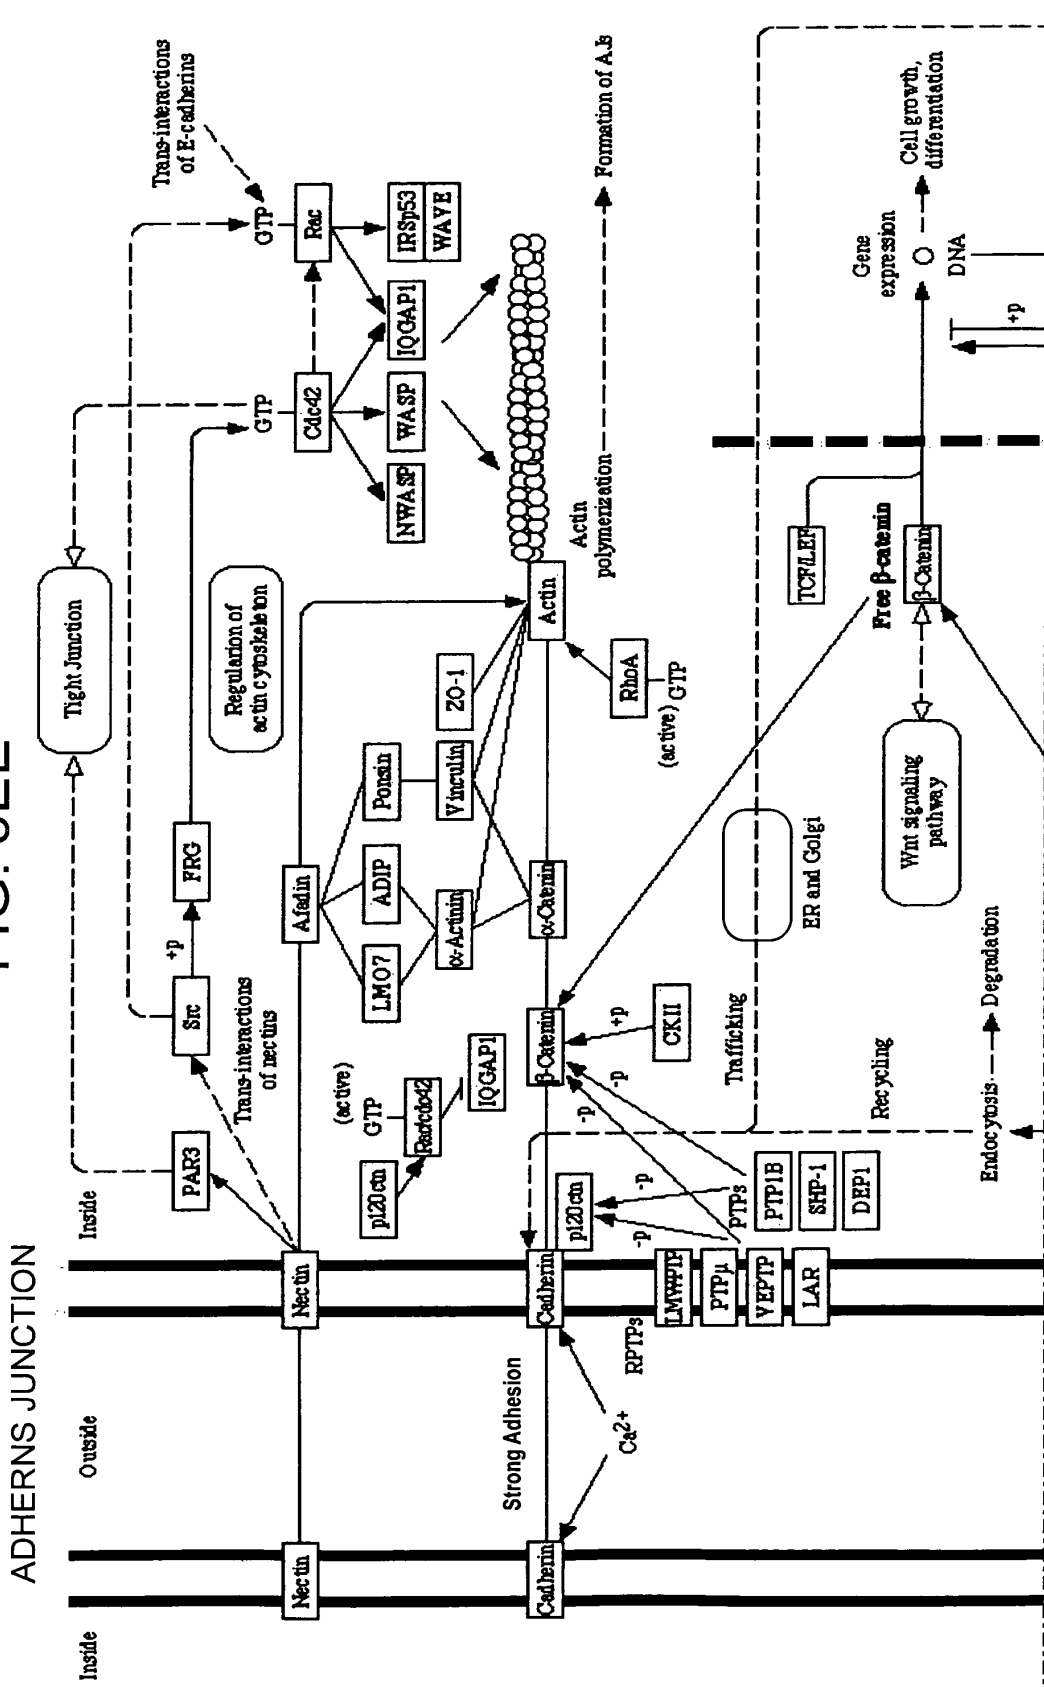 ADHERNS JUNCTION
Inside
Outside
Inside
Tight Junction
Trans-interactions
of E-cadherins
PAR3
Src
+p
FRG
Regularion of
actin cytoskeleton
Trans-interactions
of nectins
GTP
GTP
Nectin
Nectin
Afadin
Cdc42
Rac
(active)
GTP
p120ctn
Rac/cdc42
IQGAP1
LMO7
ADIP
Ponsin
α-Actinin
Vinculin
ZO-1
NWASP
WASP
IQGAP1
IRSp53
WAVE
Strong Adhesion
Cadherin
Cadherin
p120ctn
β-Catenin
α-Catenin
Actin
Actin
polymerization
Formation of AJs
Ca2+
RPTPs
-p
-p
-p
-p
+p
CKII
RhoA
(active) GTP
LMWPTP
PTPμ
VEPTP
LAR
PTPs
PTP1B
SHP-1
DEP1
Trafficking
ER and Golgi
TCF/LEF
Recycling
Free β-catenin
β-Catenin
Wnt signaling
pathway
Gene
expression
DNA
Cell growth,
differentiation
Endocytosis
Degradation
+p